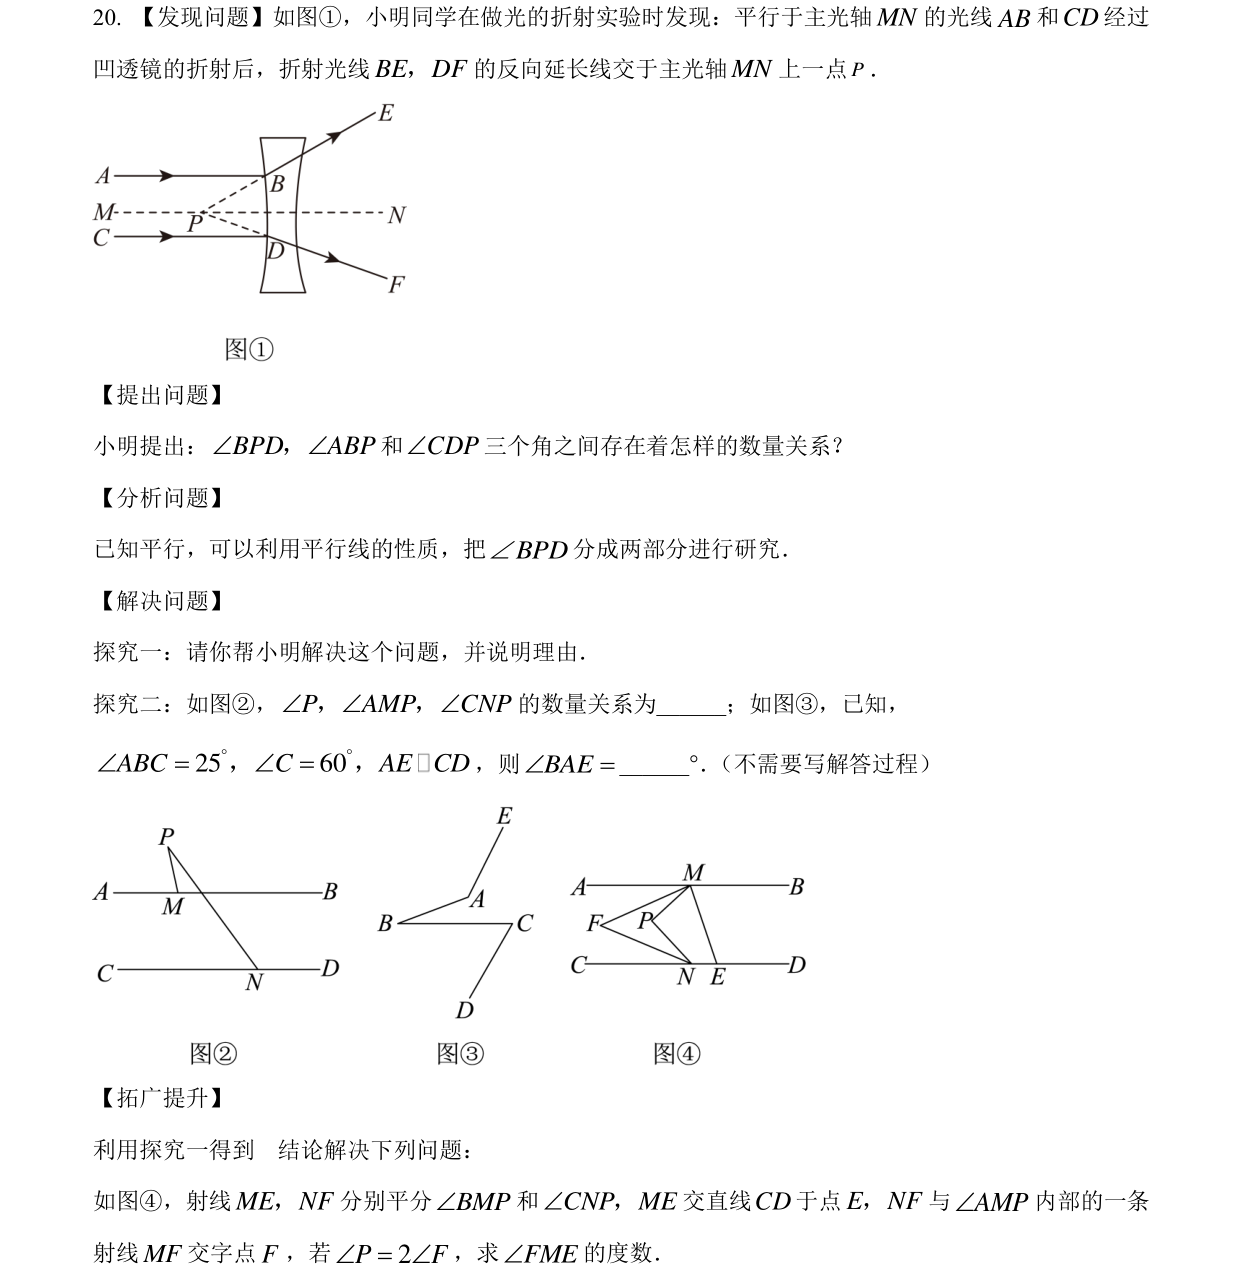 20. 【发现问题】如图①，小明同学在做光的折射实验时发现：平行于主光轴MN的光线AB和CD经过
凹透镜的折射后，折射光线BE，DF的反向延长线交于主光轴MN上一点P．
E
A
B
M
P
N
C
D
F
图①
【提出问题】
小明提出：∠BPD，∠ABP和∠CDP三个角之间存在着怎样的数量关系？
【分析问题】
已知平行，可以利用平行线的性质，把∠BPD分成两部分进行研究．
【解决问题】
探究一：请你帮小明解决这个问题，并说明理由．
探究二：如图②，∠P，∠AMP，∠CNP的数量关系为______；如图③，已知，
∠ABC=25°，∠C=60°，AE□CD，则∠BAE=______°．（不需要写解答过程）
P
A
M
B
C
N
D
图②
E
A
B
C
D
图③
M
A
B
F
P
C
N
E
D
图④
【拓广提升】
利用探究一得到 结论解决下列问题：
如图④，射线ME，NF分别平分∠BMP和∠CNP，ME交直线CD于点E，NF与∠AMP内部的一条
射线MF交字点F，若∠P=2∠F，求∠FME的度数．